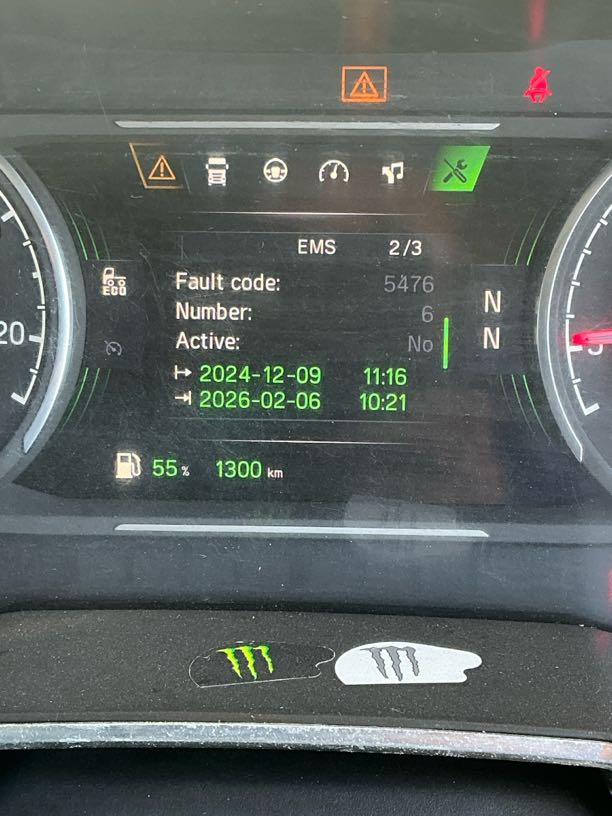 EMS 2/3
Fault code: 5476
Number: 6
Active: No
2024-12-09 11:16
2026-02-06 10:21
ECO
N
N
20
5
55 % 1300 km